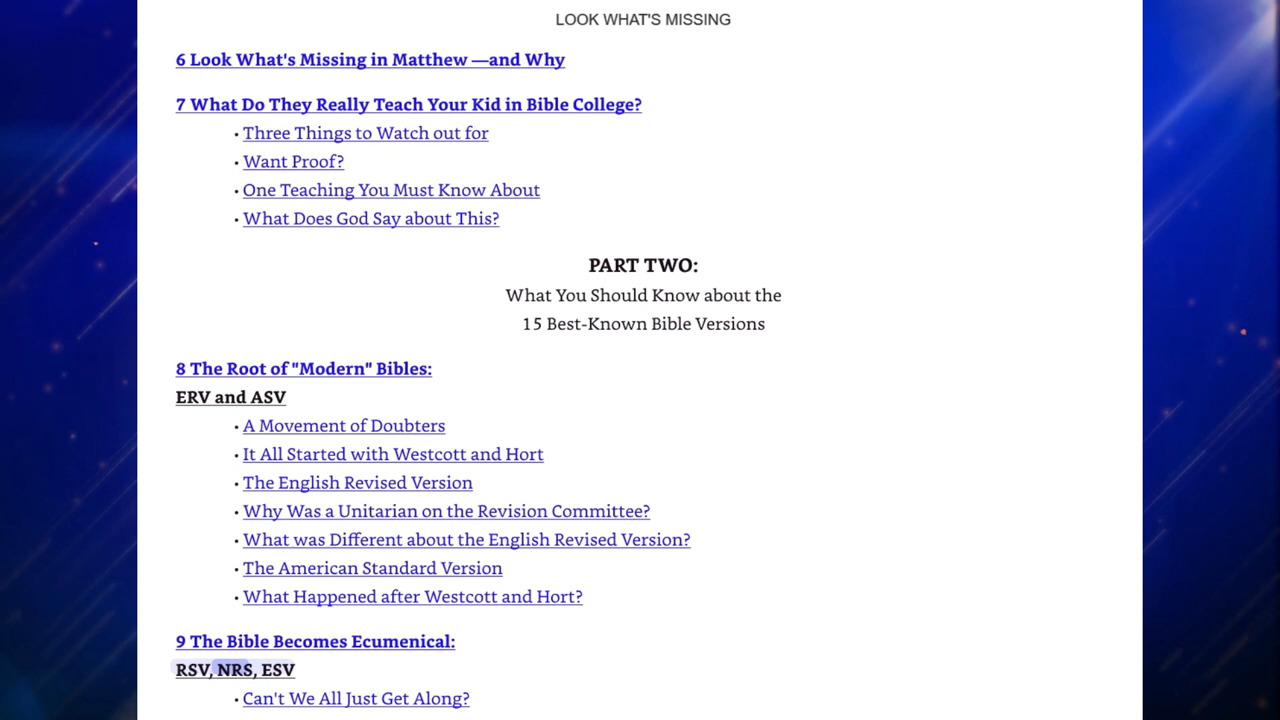 LOOK WHAT'S MISSING
6 Look What's Missing in Matthew —and Why
7 What Do They Really Teach Your Kid in Bible College?
• Three Things to Watch out for
• Want Proof?
• One Teaching You Must Know About
• What Does God Say about This?
PART TWO:
What You Should Know about the
15 Best-Known Bible Versions
8 The Root of "Modern" Bibles:
ERV and ASV
• A Movement of Doubters
• It All Started with Westcott and Hort
• The English Revised Version
• Why Was a Unitarian on the Revision Committee?
• What was Different about the English Revised Version?
• The American Standard Version
• What Happened after Westcott and Hort?
9 The Bible Becomes Ecumenical:
RSV, NRS, ESV
• Can't We All Just Get Along?